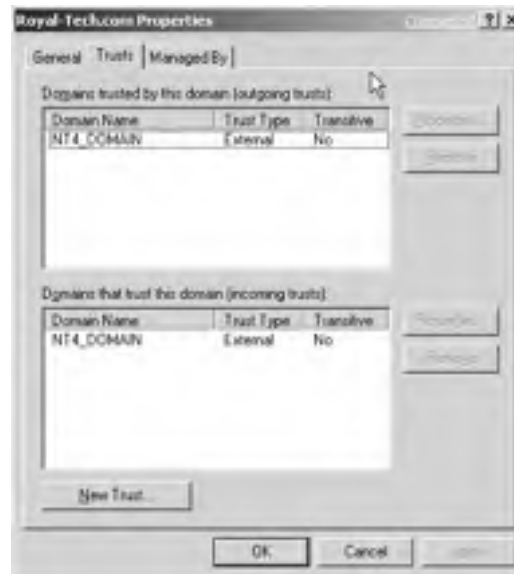 Royal-Tech.com Properties
General Trusts Managed By
Domains trusted by this domain (outgoing trusts):
Domain Name Trust Type Transitive
NT4_DOMAIN External No
Domains that trust this domain (incoming trusts):
Domain Name Trust Type Transitive
NT4_DOMAIN External No
New Trust...
OK Cancel